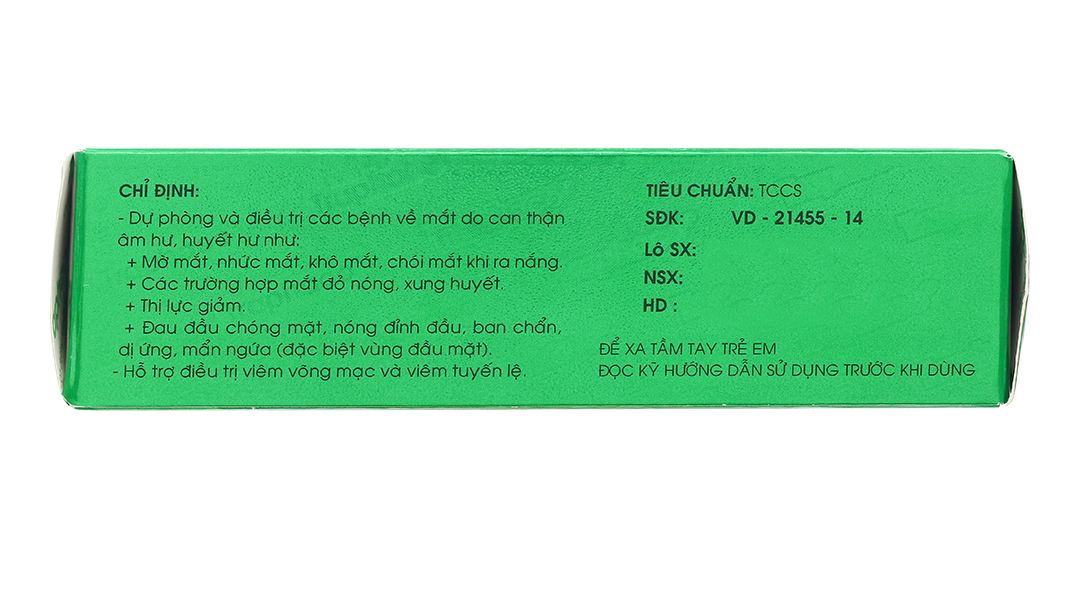 CHỈ ĐỊNH:
- Dự phòng và điều trị các bệnh về mắt do can thận
âm hư, huyết hư như:
+ Mờ mắt, nhức mắt, khô mắt, chói mắt khi ra nắng.
+ Các trường hợp mắt đỏ nóng, xung huyết.
+ Thị lực giảm.
+ Đau đầu chóng mặt, nóng đỉnh đầu, ban chẩn,
dị ứng, mẩn ngứa (đặc biệt vùng đầu mặt).
- Hỗ trợ điều trị viêm võng mạc và viêm tuyến lệ.
TIÊU CHUẨN: TCCS
SĐK: VD - 21455 - 14
Lô SX:
NSX:
HD :
ĐỂ XA TẦM TAY TRẺ EM
ĐỌC KỸ HƯỚNG DẪN SỬ DỤNG TRƯỚC KHI DÙNG